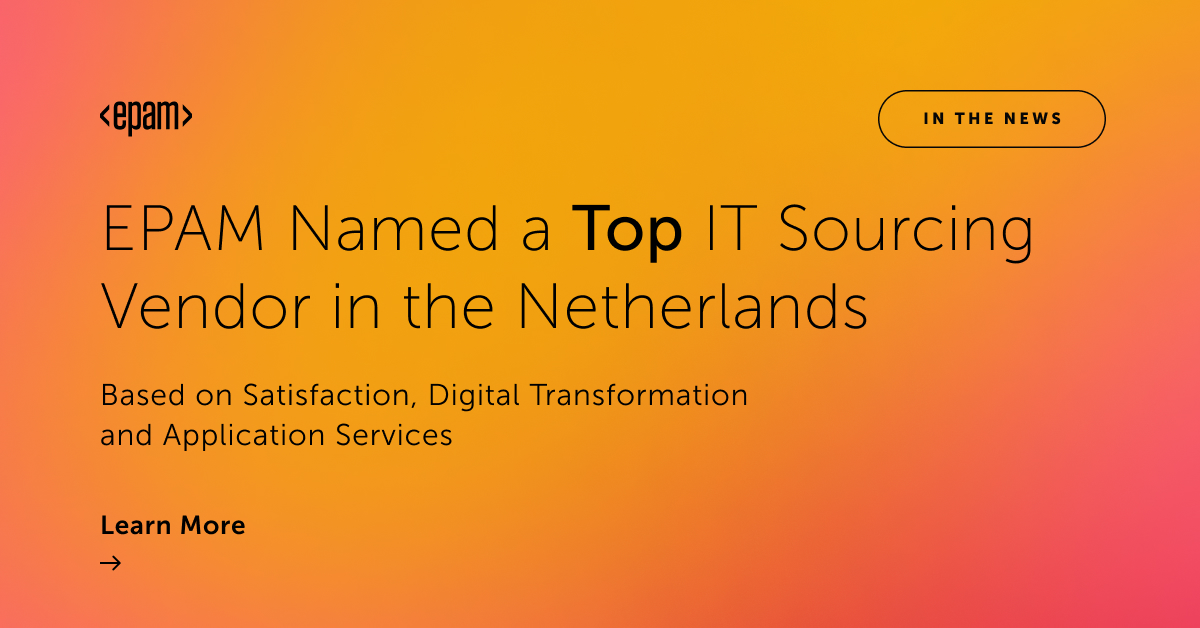 <epam>
IN THE NEWS
EPAM Named a Top IT Sourcing
Vendor in the Netherlands
Based on Satisfaction, Digital Transformation
and Application Services
Learn More
→